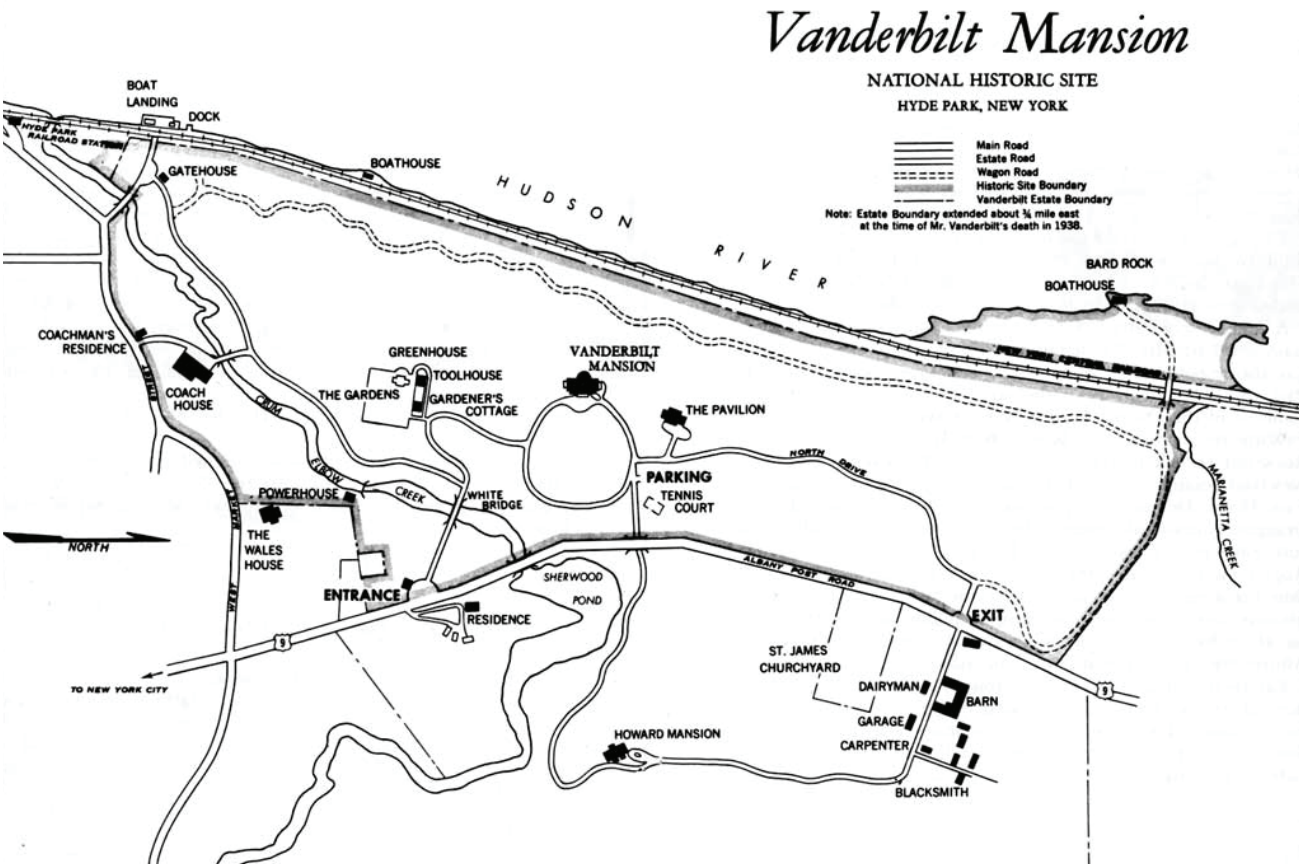 Vanderbilt Mansion
NATIONAL HISTORIC SITE
HYDE PARK, NEW YORK
Main Road
Estate Road
Wagon Road
Historic Site Boundary
Vanderbilt Estate Boundary
Note: Estate Boundary extended about ¾ mile east
at the time of Mr. Vanderbilt's death in 1938.
BOAT
LANDING
DOCK
HYDE PARK
RAILROAD STATION
GATEHOUSE
BOATHOUSE
HUDSON RIVER
BARD ROCK
BOATHOUSE
NEW YORK CENTRAL RAILROAD
COACHMAN'S
RESIDENCE
COACH
HOUSE
GREENHOUSE
TOOLHOUSE
THE GARDENS
GARDENER'S
COTTAGE
VANDERBILT
MANSION
THE PAVILION
NORTH DRIVE
PARKING
TENNIS
COURT
CRUM ELBOW CREEK
WHITE
BRIDGE
POWERHOUSE
THE
WALES
HOUSE
NORTH
WEST MARKET STREET
MARIANETTA CREEK
ENTRANCE
RESIDENCE
SHERWOOD
POND
ALBANY POST ROAD
EXIT
9
TO NEW YORK CITY
ST. JAMES
CHURCHYARD
DAIRYMAN
BARN
GARAGE
CARPENTER
BLACKSMITH
9
HOWARD MANSION